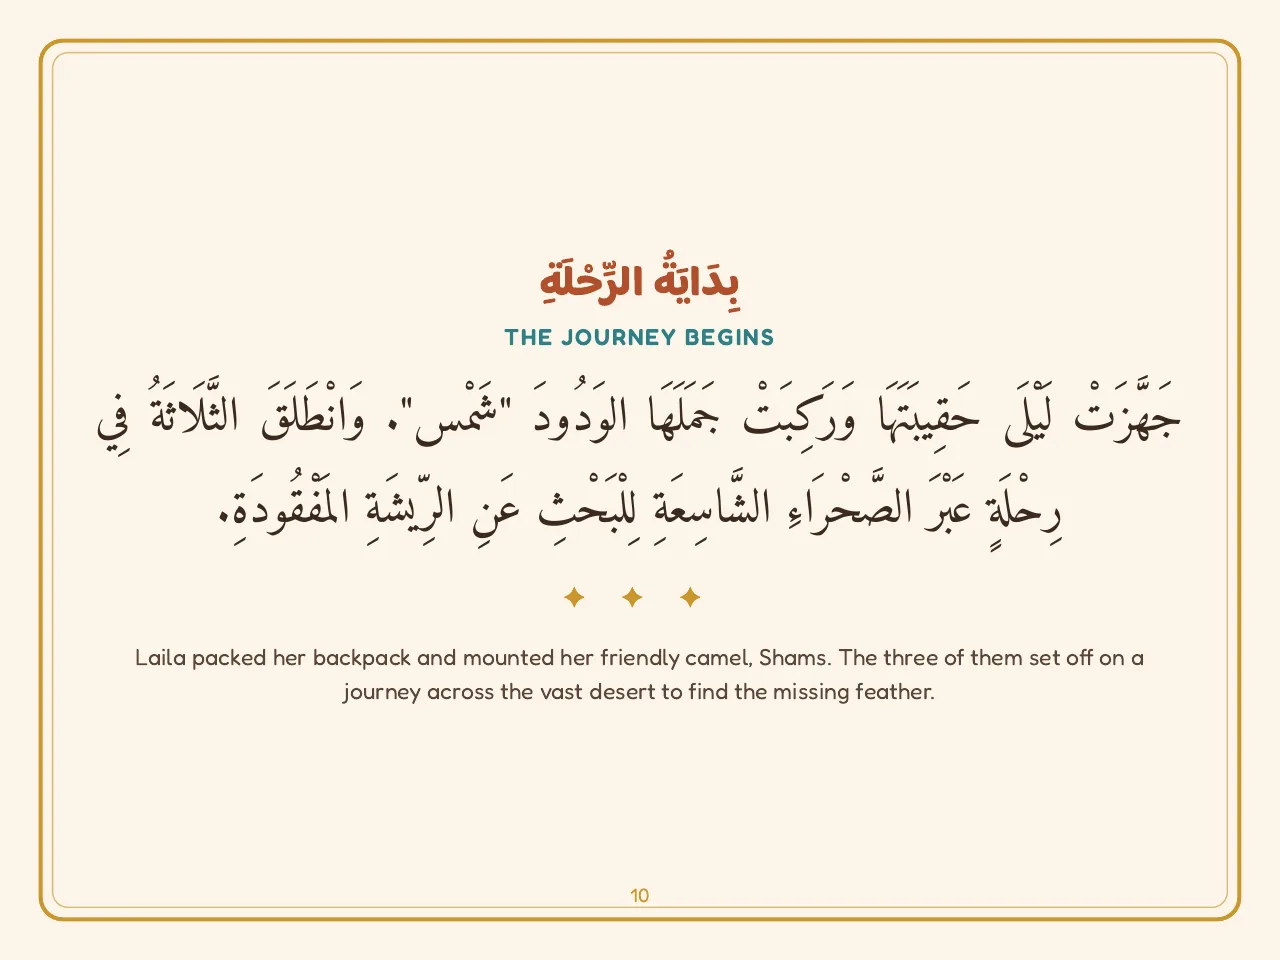 بِدَايَةُ الرِّحْلَةِ
THE JOURNEY BEGINS
جَهَّزَتْ لَيْلَى حَقِيبَتَهَا وَرَكِبَتْ جَمَلَهَا الوَدُودَ "شَمْس". وَانْطَلَقَ الثَّلَاثَةُ فِي
رِحْلَةٍ عَبْرَ الصَّحْرَاءِ الشَّاسِعَةِ لِلْبَحْثِ عَنِ الرِّيشَةِ المَفْقُودَةِ.
Laila packed her backpack and mounted her friendly camel, Shams. The three of them set off on a
journey across the vast desert to find the missing feather.
10